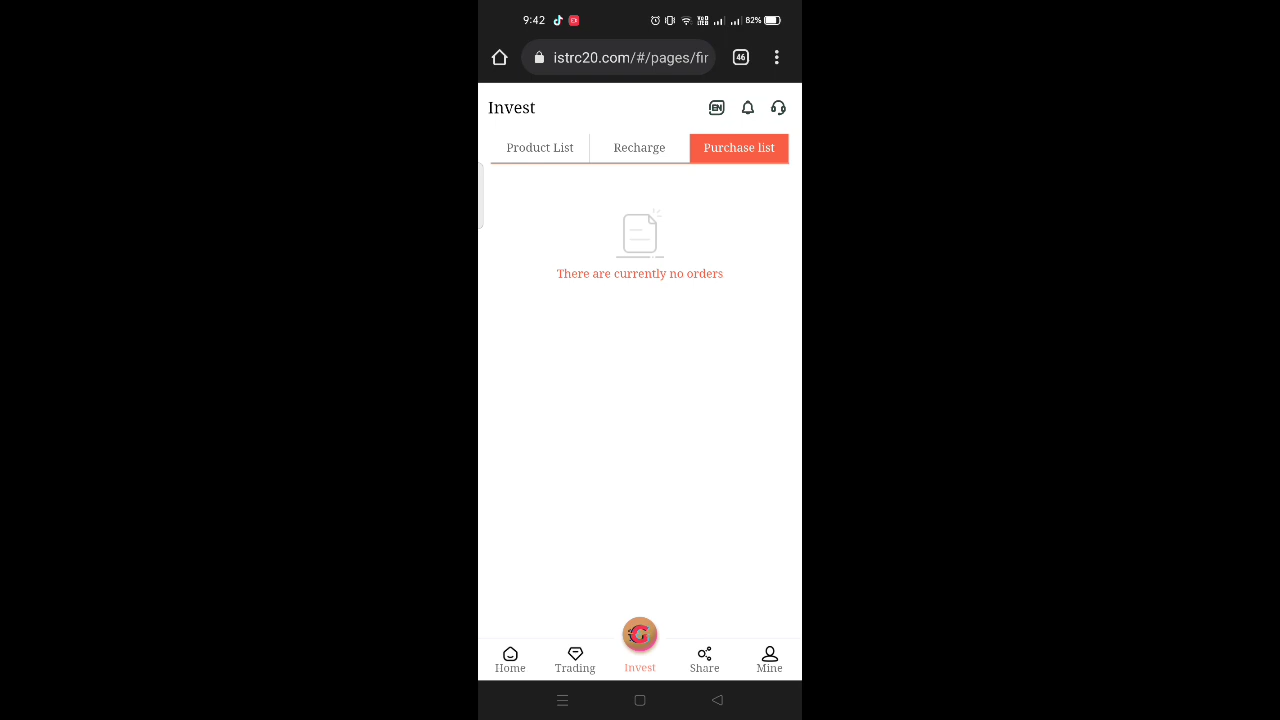 9:42
82%
istrc20.com/#/pages/fir
46
Invest
EN
Product List
Recharge
Purchase list
There are currently no orders
G
Home
Trading
Invest
Share
Mine